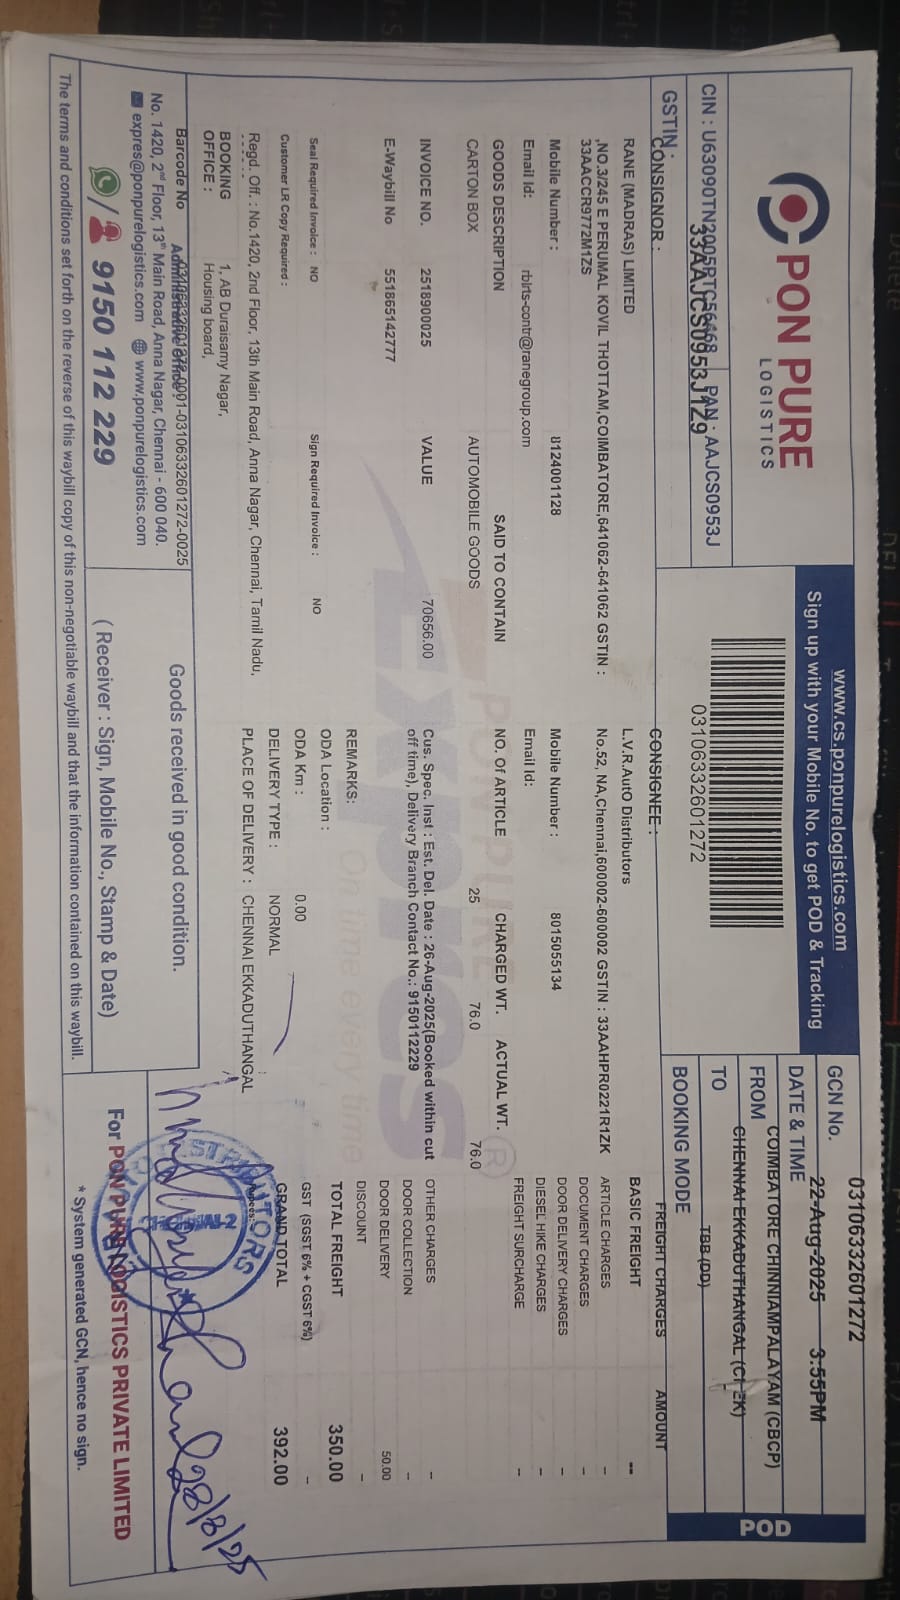 PON PURE
LOGISTICS
CIN : U63090TN2005PTC56468 PAN : AAJCS0953J
GSTIN : 33AAJCS0953J1Z9
www.cs.ponpurelogistics.com
Sign up with your Mobile No. to get POD & Tracking
03106332601272
GCN No. 03106332601272
DATE & TIME 22-Aug-2025 3:55PM
FROM COIMBATORE CHINNIAMPALAYAM (CBCP)
TO CHENNAI EKKADUTHANGAL (CHEK)
BOOKING MODE TBB (DD)
POD
CONSIGNOR :
RANE (MADRAS) LIMITED
,NO.3/245 E PERUMAL KOVIL THOTTAM,COIMBATORE,641062-641062 GSTIN :
33AACCR9772M1ZS
Mobile Number : 8124001128
Email Id: rblrts-contr@ranegroup.com
CONSIGNEE :
L.V.R.AutO Distributors
No.52, NA,Chennai,600002-600002 GSTIN : 33AAHPR0221R1ZK
Mobile Number : 8015055134
Email Id:
GOODS DESCRIPTION SAID TO CONTAIN NO. Of ARTICLE CHARGED WT. ACTUAL WT.
CARTON BOX AUTOMOBILE GOODS 25 76.0 76.0
INVOICE NO. 2518900025 VALUE 70656.00
E-Waybill No 551865142777
Cus. Spec. Inst : Est. Del. Date : 26-Aug-2025(Booked within cut
off time), Delivery Branch Contact No.: 9150112229
PON PURE
Expres
On time every time
REMARKS:
Seal Required Invoice : NO Sign Required Invoice : NO
Customer LR Copy Required :
ODA Location :
ODA Km : 0.00
DELIVERY TYPE : NORMAL
PLACE OF DELIVERY : CHENNAI EKKADUTHANGAL
Regd. Off. : No.1420, 2nd Floor, 13th Main Road, Anna Nagar, Chennai, Tamil Nadu,
BOOKING OFFICE : 1, AB Duraisamy Nagar,
Housing board,
FREIGHT CHARGES AMOUNT
BASIC FREIGHT --
ARTICLE CHARGES -
DOCUMENT CHARGES -
DOOR DELIVERY CHARGES -
DIESEL HIKE CHARGES -
FREIGHT SURCHARGE -
OTHER CHARGES -
DOOR COLLECTION -
DOOR DELIVERY 50.00
DISCOUNT -
TOTAL FREIGHT 350.00
GST (SGST 6% + CGST 6%) -
GRAND TOTAL 392.00
Barcode No 03106332601272-0001-03106332601272-0025
Administrative Office :
No. 1420, 2nd Floor, 13th Main Road, Anna Nagar, Chennai - 600 040.
expres@ponpurelogistics.com www.ponpurelogistics.com
9150 112 229
Goods received in good condition.
( Receiver : Sign, Mobile No., Stamp & Date)
28/8/25
For PON PURE LOGISTICS PRIVATE LIMITED
* System generated GCN, hence no sign.
The terms and conditions set forth on the reverse of this waybill copy of this non-negotiable waybill and that the information contained on this waybill.